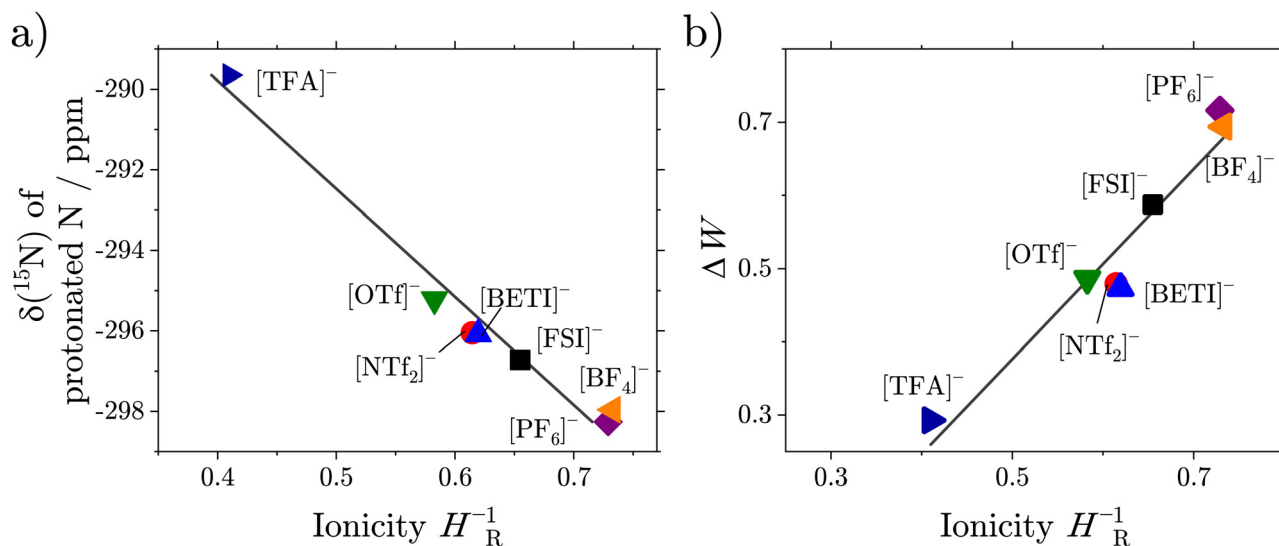 a)
δ(¹⁵N) of
protonated N / ppm
-290
-292
-294
-296
-298
[TFA]⁻
[OTf]⁻
[BETI]⁻
[NTf₂]⁻
[FSI]⁻
[BF₄]⁻
[PF₆]⁻
0.4 0.5 0.6 0.7
Ionicity H⁻¹_R
b)
ΔW
0.7
0.5
0.3
[PF₆]⁻
[BF₄]⁻
[FSI]⁻
[OTf]⁻
[BETI]⁻
[NTf₂]⁻
[TFA]⁻
0.3 0.5 0.7
Ionicity H⁻¹_R